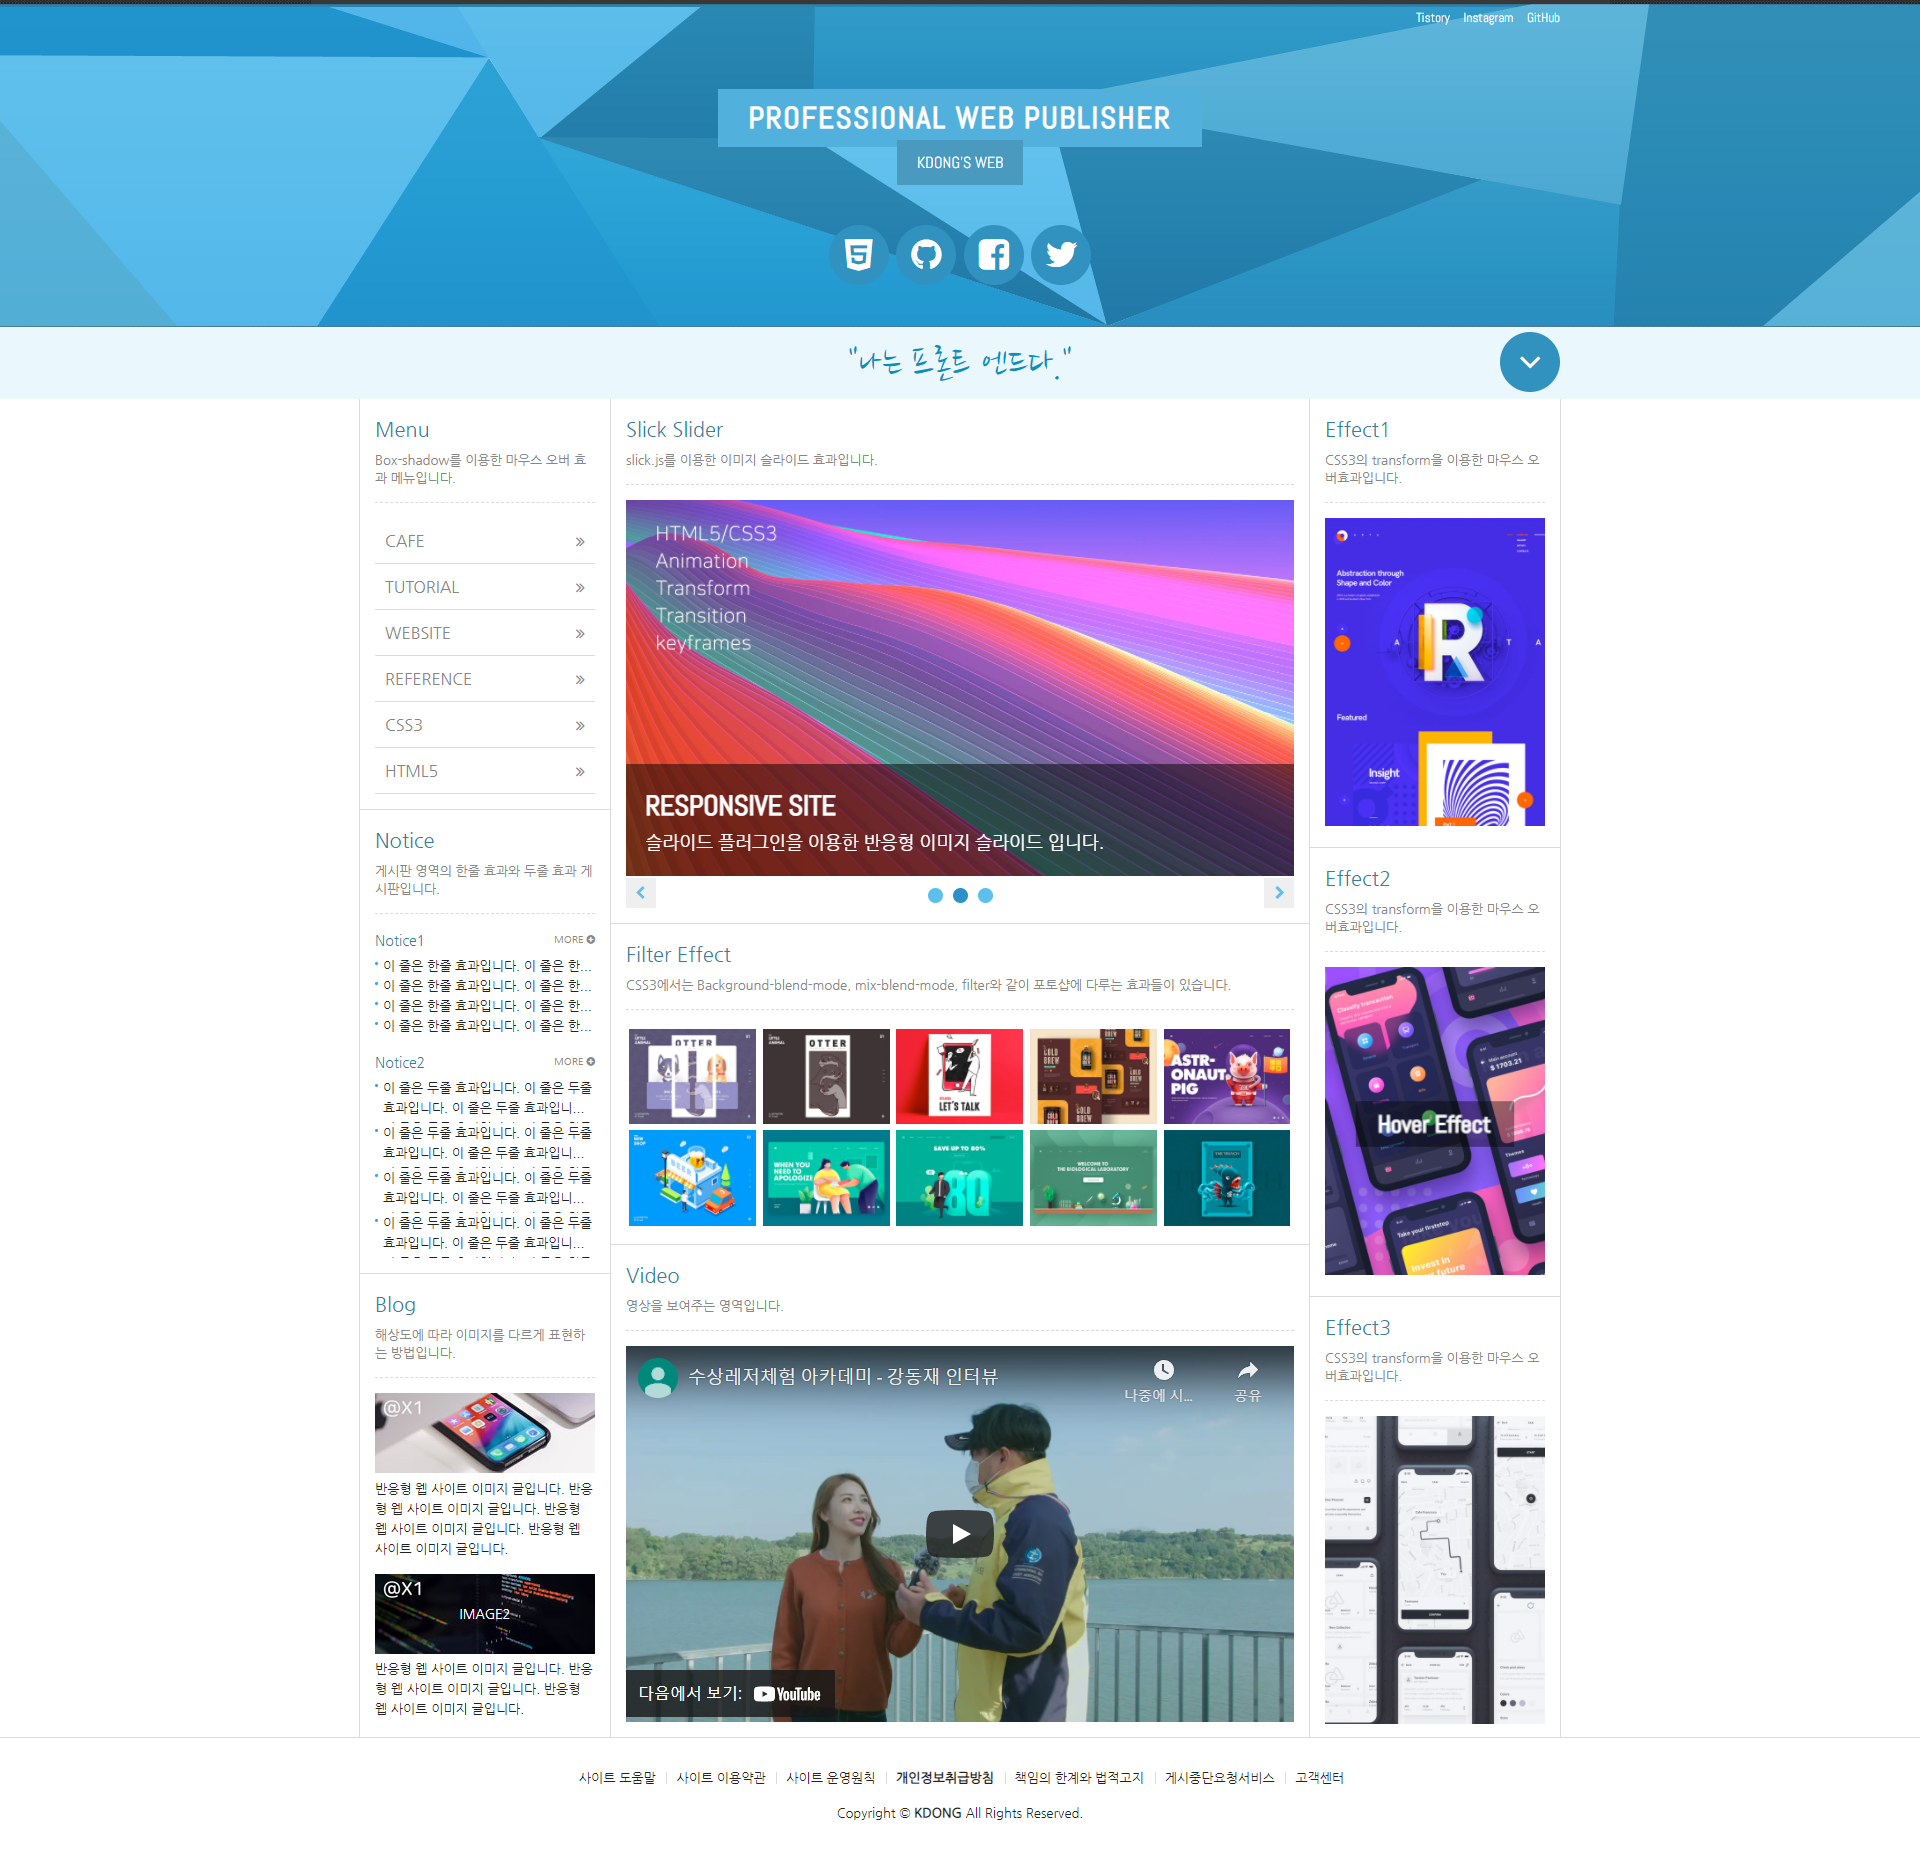 Tistory Instagram GitHub
PROFESSIONAL WEB PUBLISHER
KDONG'S WEB
"나는 프론트 엔드다."
Menu
Box-shadow를 이용한 마우스 오버 효
과 메뉴입니다.
CAFE
TUTORIAL
WEBSITE
REFERENCE
CSS3
HTML5
Notice
게시판 영역의 한줄 효과와 두줄 효과 게
시판입니다.
Notice1 MORE
이 줄은 한줄 효과입니다. 이 줄은 한...
이 줄은 한줄 효과입니다. 이 줄은 한...
이 줄은 한줄 효과입니다. 이 줄은 한...
이 줄은 한줄 효과입니다. 이 줄은 한...
Notice2 MORE
이 줄은 두줄 효과입니다. 이 줄은 두줄
효과입니다. 이 줄은 두줄 효과입니...
이 줄은 두줄 효과입니다. 이 줄은 두줄
효과입니다. 이 줄은 두줄 효과입니...
이 줄은 두줄 효과입니다. 이 줄은 두줄
효과입니다. 이 줄은 두줄 효과입니...
이 줄은 두줄 효과입니다. 이 줄은 두줄
효과입니다. 이 줄은 두줄 효과입니...
Blog
해상도에 따라 이미지를 다르게 표현하
는 방법입니다.
@X1
반응형 웹 사이트 이미지 글입니다. 반응
형 웹 사이트 이미지 글입니다. 반응형
웹 사이트 이미지 글입니다. 반응형 웹
사이트 이미지 글입니다.
@X1
IMAGE2
반응형 웹 사이트 이미지 글입니다. 반응
형 웹 사이트 이미지 글입니다. 반응형
웹 사이트 이미지 글입니다.
Slick Slider
slick.js를 이용한 이미지 슬라이드 효과입니다.
HTML5/CSS3
Animation
Transform
Transition
keyframes
RESPONSIVE SITE
슬라이드 플러그인을 이용한 반응형 이미지 슬라이드 입니다.
Filter Effect
CSS3에서는 Background-blend-mode, mix-blend-mode, filter와 같이 포토샵에 다루는 효과들이 있습니다.
OTTER
OTTER
LET'S TALK
COLD
BREW
ASTR-
ONAUT
PIG
BEER
WHEN YOU
NEED TO
APOLOGIZE
SAVE UP TO 80%
80
WELCOME TO
THE BIOLOGICAL LABORATORY
Video
영상을 보여주는 영역입니다.
수상레저체험 아카데미 - 강동재 인터뷰
나중에 시...
공유
다음에서 보기: YouTube
Effect1
CSS3의 transform을 이용한 마우스 오
버효과입니다.
Abstraction through
Shape and Color
A R T A
Featured
Insight
Effect2
CSS3의 transform을 이용한 마우스 오
버효과입니다.
Classify transaction
Main account
$ 1703.21
Hover Effect
Themes
Take your firststep
Invest in
your future
Effect3
CSS3의 transform을 이용한 마우스 오
버효과입니다.
사이트 도움말 사이트 이용약관 사이트 운영원칙 개인정보취급방침 책임의 한계와 법적고지 게시중단요청서비스 고객센터
Copyright © KDONG All Rights Reserved.